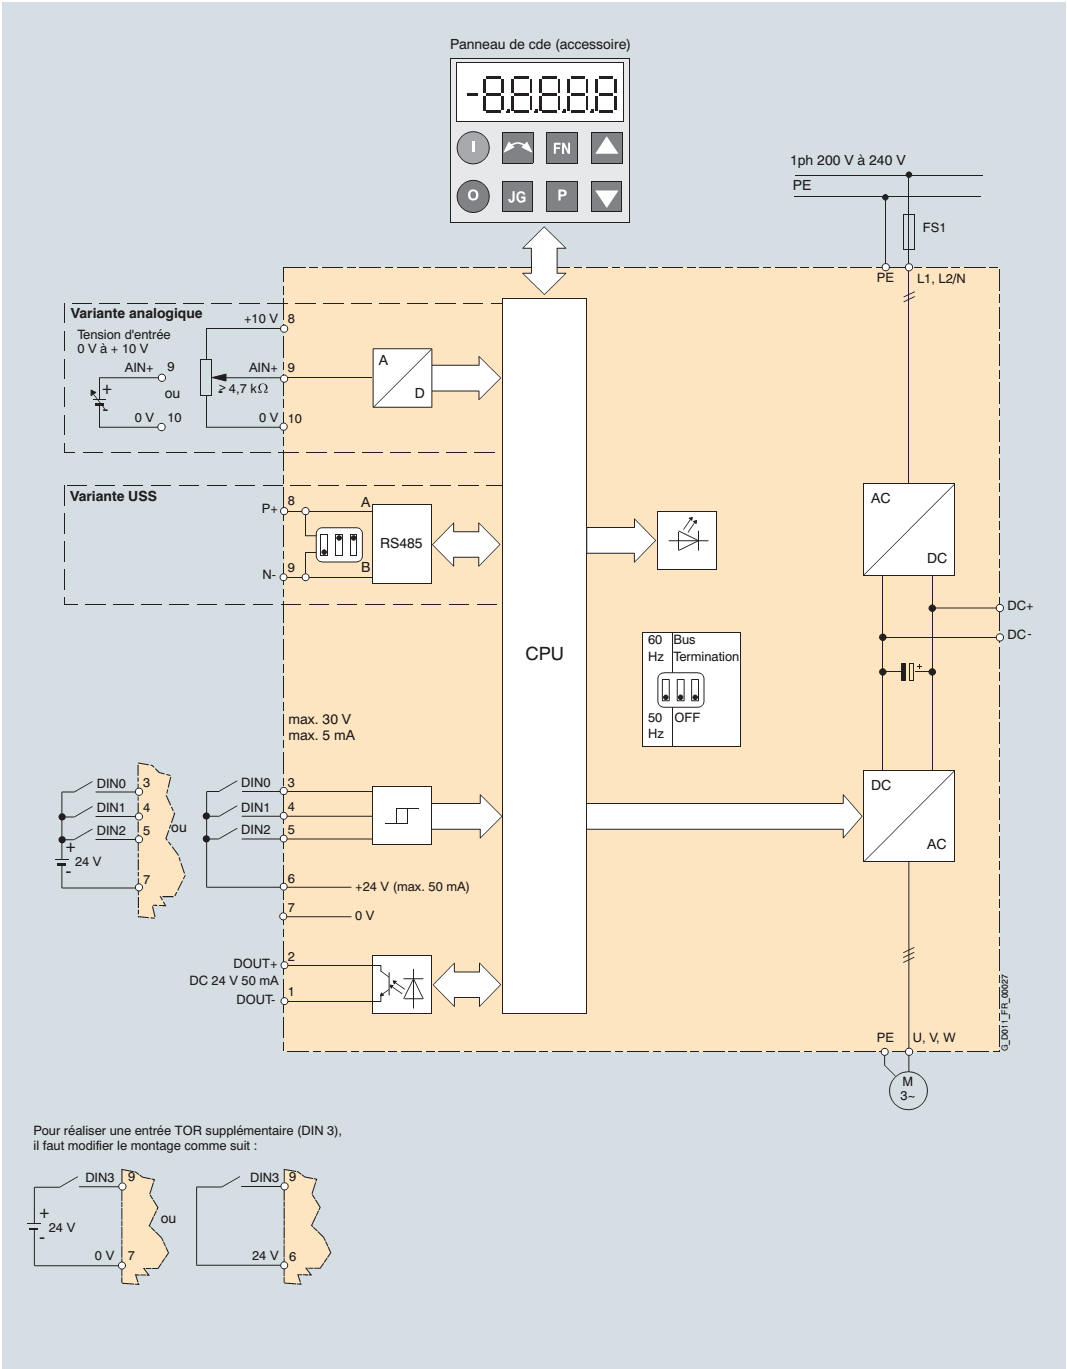 Panneau de cde (accessoire)
-8.8.8.8.8
I
FN
O
JG
P
1ph 200 V à 240 V
PE
FS1
PE
L1, L2/N
Variante analogique
Tension d'entrée
0 V à + 10 V
AIN+ 9
+
-
ou
0 V 10
+10 V 8
AIN+ 9
≥ 4,7 kΩ
0 V 10
A
D
Variante USS
P+ 8
A
RS485
N- 9
B
CPU
AC
DC
DC+
DC-
+
60
Hz
Bus
Termination
50
Hz
OFF
max. 30 V
max. 5 mA
DIN0 3
DIN1 4
DIN2 5
ou
+
24 V
-
7
DIN0 3
DIN1 4
DIN2 5
6 +24 V (max. 50 mA)
7 0 V
DC
AC
DOUT+ 2
DC 24 V 50 mA
DOUT- 1
G_D011_FR_00027
PE
U, V, W
M
3~
Pour réaliser une entrée TOR supplémentaire (DIN 3),
il faut modifier le montage comme suit :
DIN3 9
+
24 V
-
0 V 7
ou
DIN3 9
24 V 6